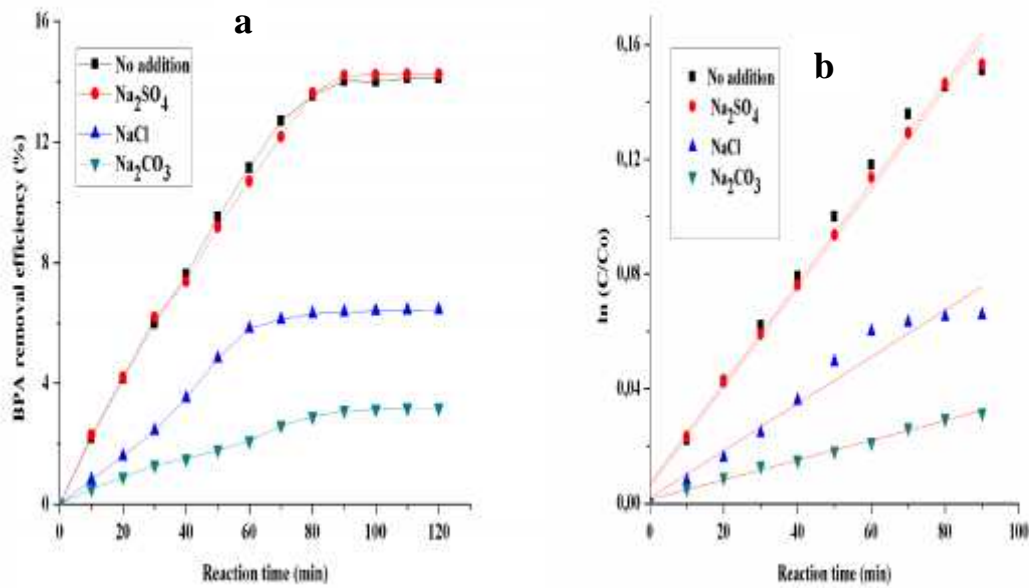 a
16
12
8
4
0
No addition
Na2SO4
NaCl
Na2CO3
BPA removal efficiency (%)
0 20 40 60 80 100 120
Reaction time (min)
b
0.16
0.12
0.08
0.04
0.00
No addition
Na2SO4
NaCl
Na2CO3
ln (C/Co)
0 20 40 60 80 100
Reaction time (min)